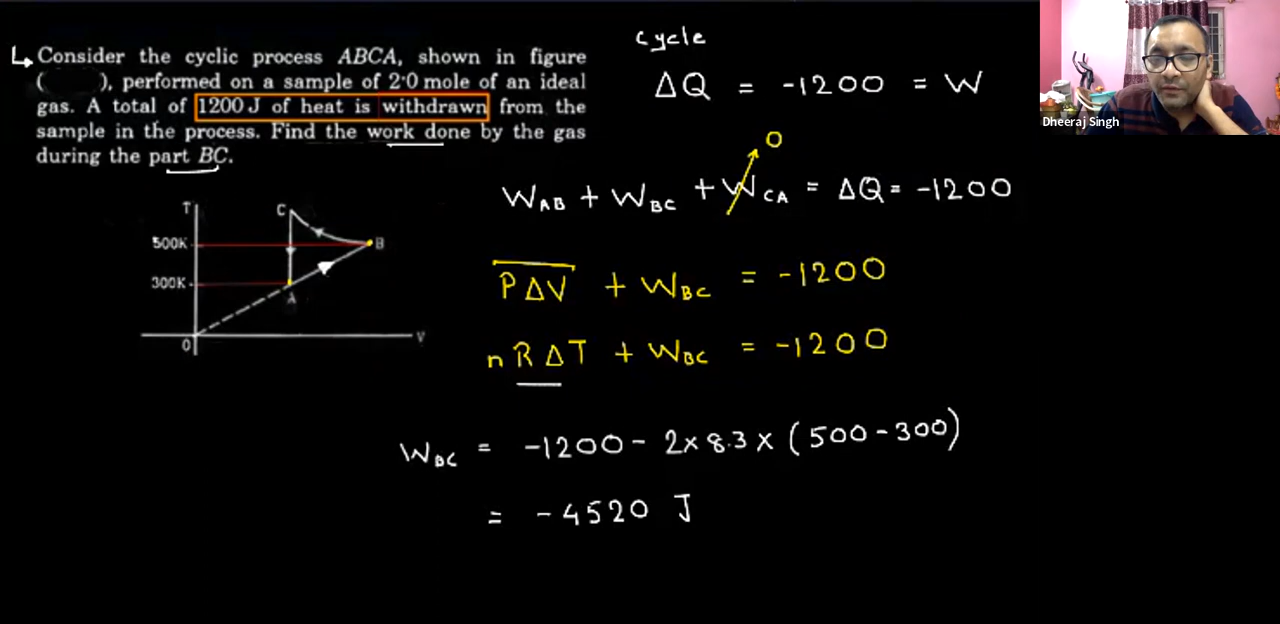 Consider the cyclic process ABCA, shown in figure
( ), performed on a sample of 2·0 mole of an ideal
gas. A total of 1200 J of heat is withdrawn from the
sample in the process. Find the work done by the gas
during the part BC.
T
C
500K
B
300K
A
O
V
cycle
ΔQ = -1200 = W
0
W_AB + W_BC + W_CA = ΔQ = -1200
PΔV + W_BC = -1200
nRΔT + W_BC = -1200
W_BC = -1200 - 2×8.3×(500-300)
= -4520 J
Dheeraj Singh